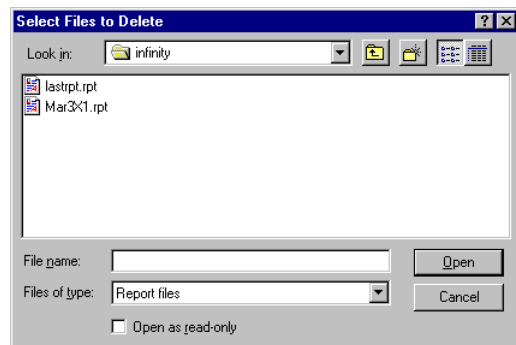 Select Files to Delete
Look in: infinity
lastrpt.rpt
Mar3X1.rpt
File name: Open
Files of type: Report files Cancel
Open as read-only